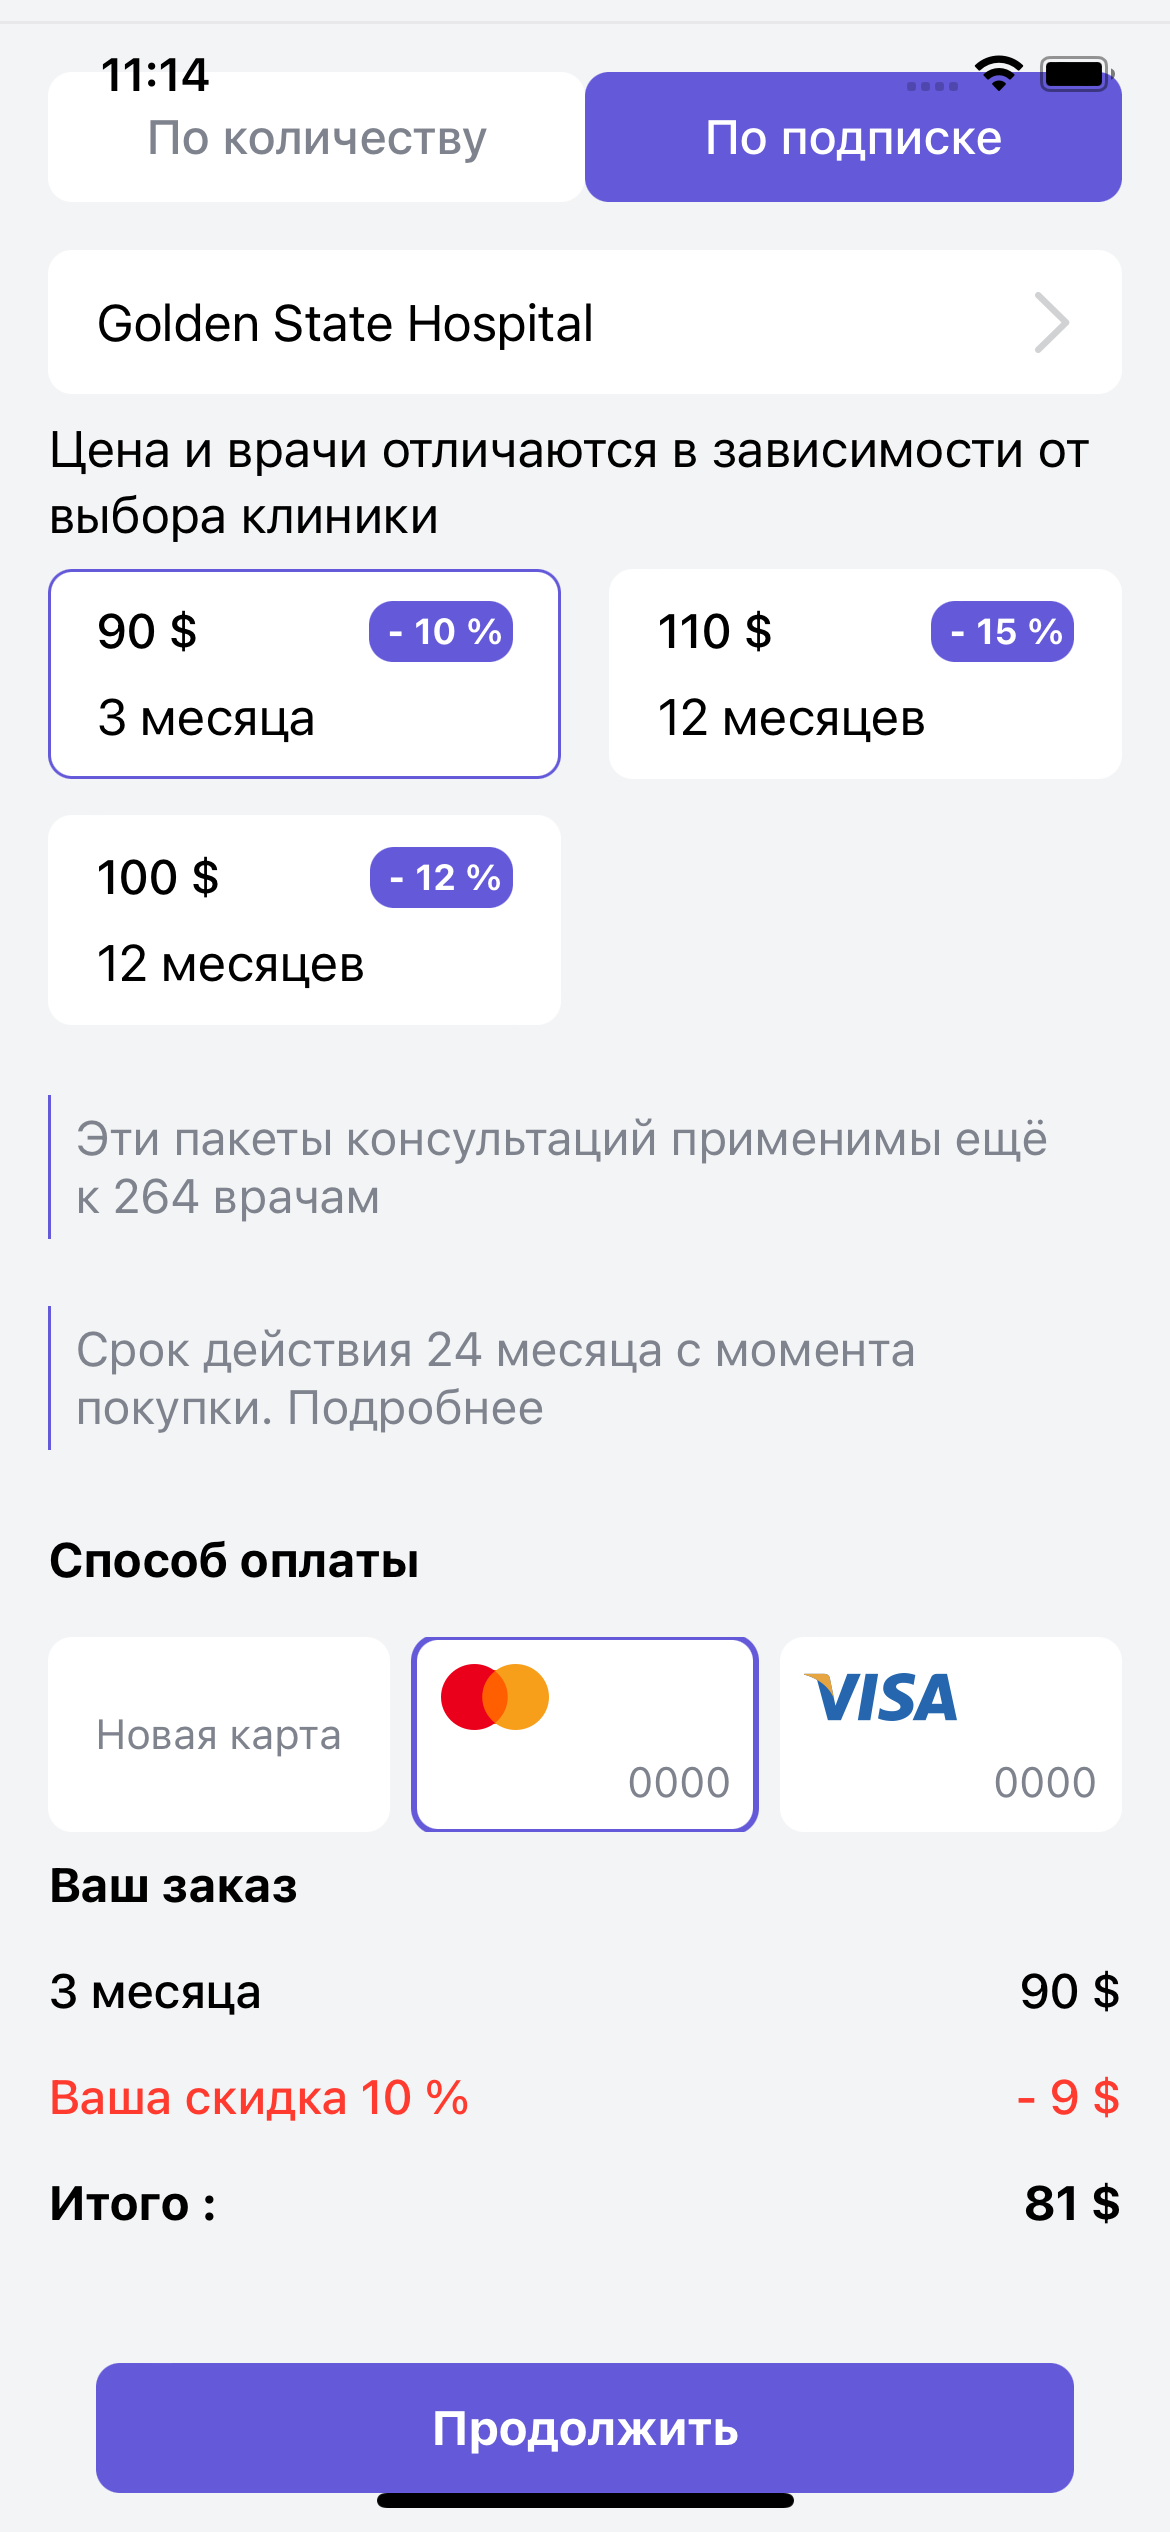 11:14
По количеству
По подписке
Golden State Hospital
Цена и врачи отличаются в зависимости от
выбора клиники
90 $
- 10 %
3 месяца
110 $
- 15 %
12 месяцев
100 $
- 12 %
12 месяцев
Эти пакеты консультаций применимы ещё
к 264 врачам
Срок действия 24 месяца с момента
покупки. Подробнее
Способ оплаты
Новая карта
0000
VISA
0000
Ваш заказ
3 месяца
90 $
Ваша скидка 10 %
- 9 $
Итого :
81 $
Продолжить